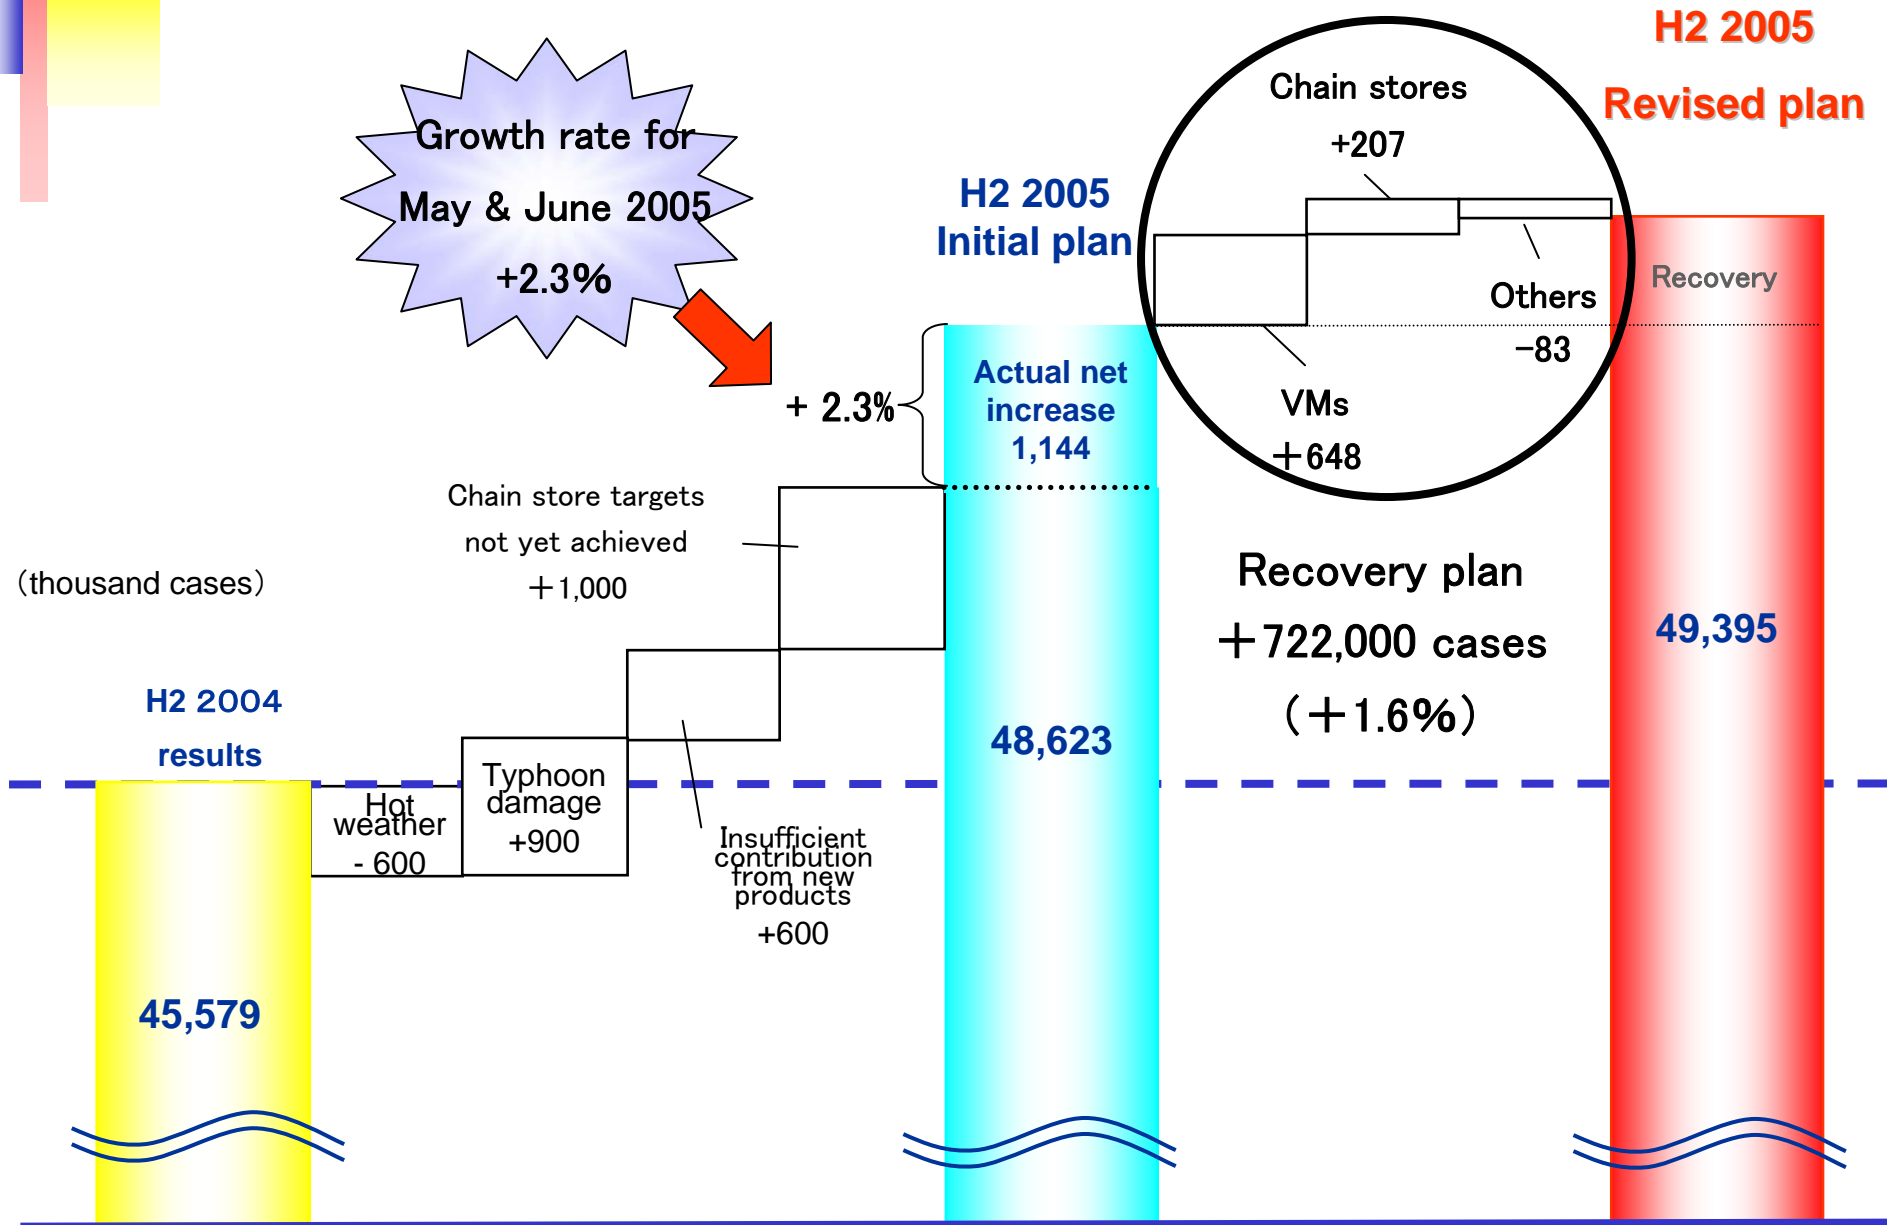 Growth rate for
May & June 2005
+2.3%
H2 2005
Initial plan
Chain stores
+207
H2 2005
Revised plan
Others
-83
Recovery
VMs
+648
+ 2.3%
Actual net
increase
1,144
Chain store targets
not yet achieved
+1,000
(thousand cases)
Recovery plan
+722,000 cases
(+1.6%)
49,395
48,623
H2 2004
results
Hot
weather
- 600
Typhoon
damage
+900
Insufficient
contribution
from new
products
+600
45,579